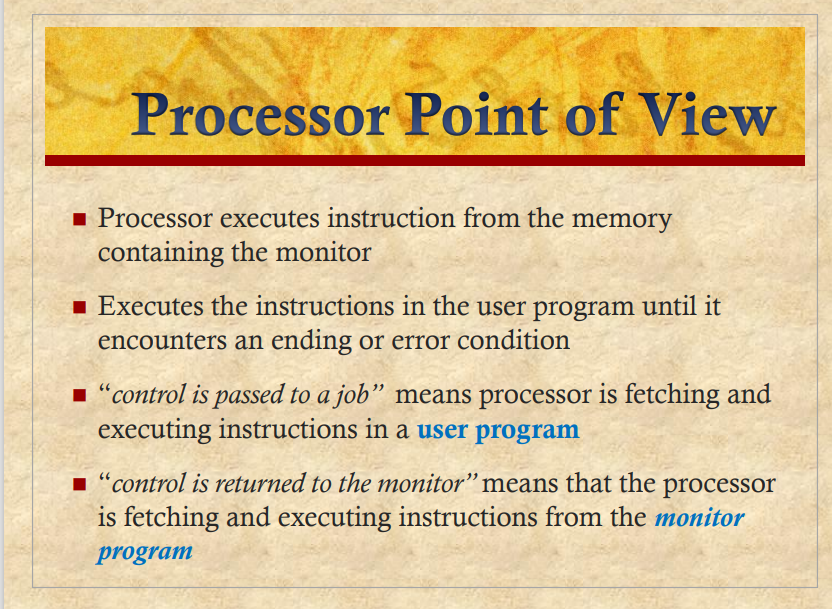 Processor Point of View
Processor executes instruction from the memory
containing the monitor
Executes the instructions in the user program until it
encounters an ending or error condition
“control is passed to a job” means processor is fetching and
executing instructions in a user program
“control is returned to the monitor” means that the processor
is fetching and executing instructions from the monitor
program